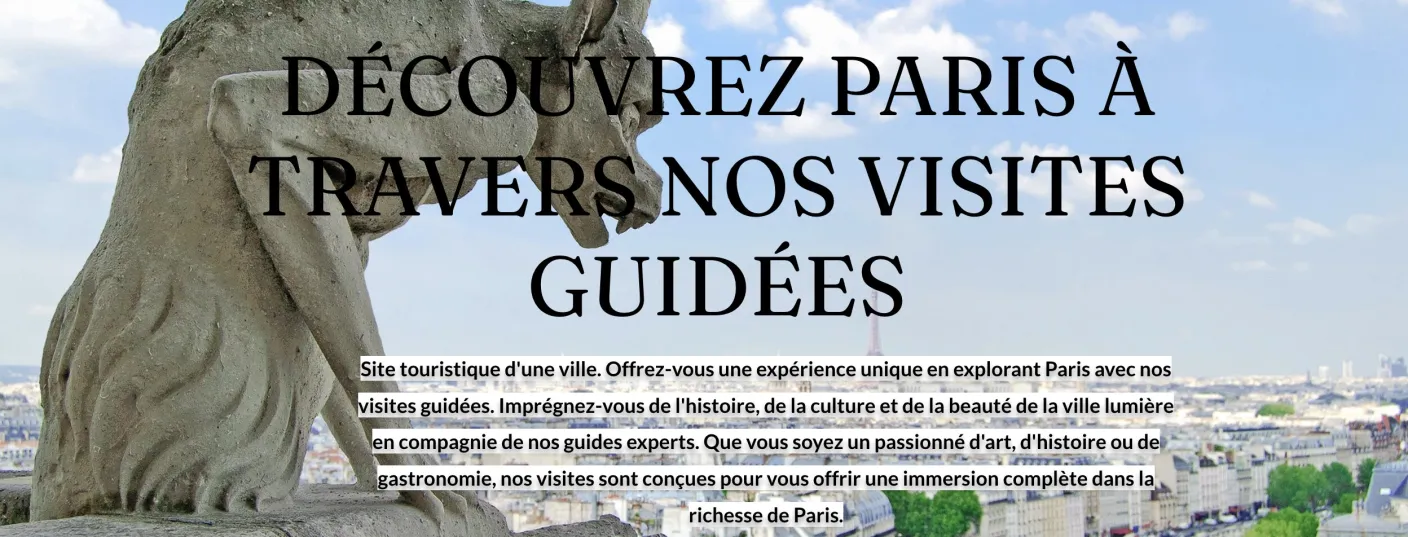 DÉCOUVREZ PARIS À
TRAVERS NOS VISITES
GUIDÉES
Site touristique d'une ville. Offrez-vous une expérience unique en explorant Paris avec nos
visites guidées. Imprégnez-vous de l'histoire, de la culture et de la beauté de la ville lumière
en compagnie de nos guides experts. Que vous soyez un passionné d'art, d'histoire ou de
gastronomie, nos visites sont conçues pour vous offrir une immersion complète dans la
richesse de Paris.